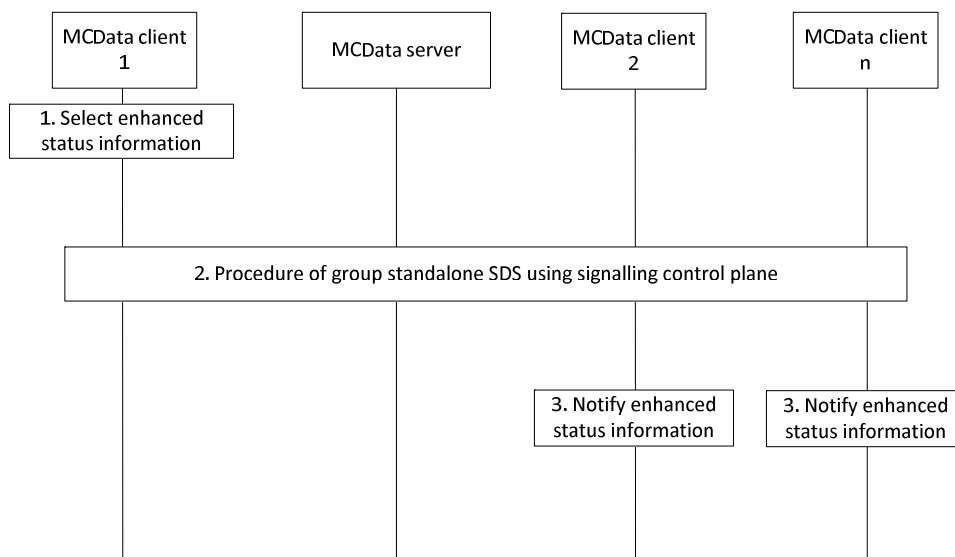 MCData client
1
MCData server
MCData client
2
MCData client
n
1. Select enhanced
status information
2. Procedure of group standalone SDS using signalling control plane
3. Notify enhanced
status information
3. Notify enhanced
status information